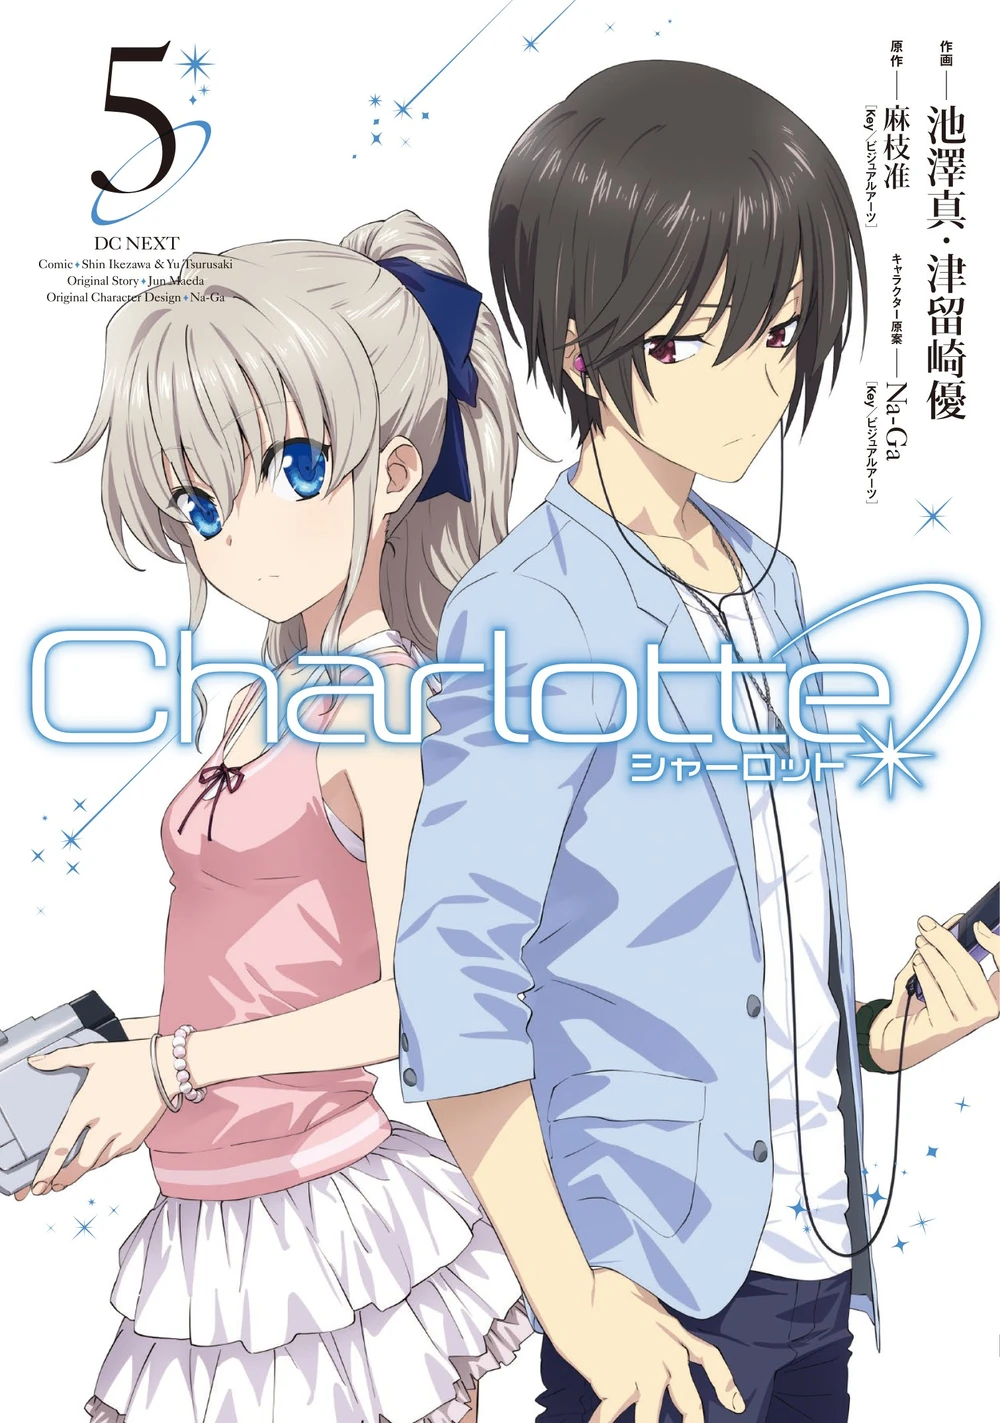 5
DC NEXT
Comic✦Shin Ikezawa & Yu Tsurusaki
Original Story✦Jun Maeda
Original Character Design✦Na-Ga
作画──池澤真・津留崎優
原作──麻枝准
[Key／ビジュアルアーツ]
キャラクター原案──Na-Ga
[Key／ビジュアルアーツ]
Charlotte
シャーロット